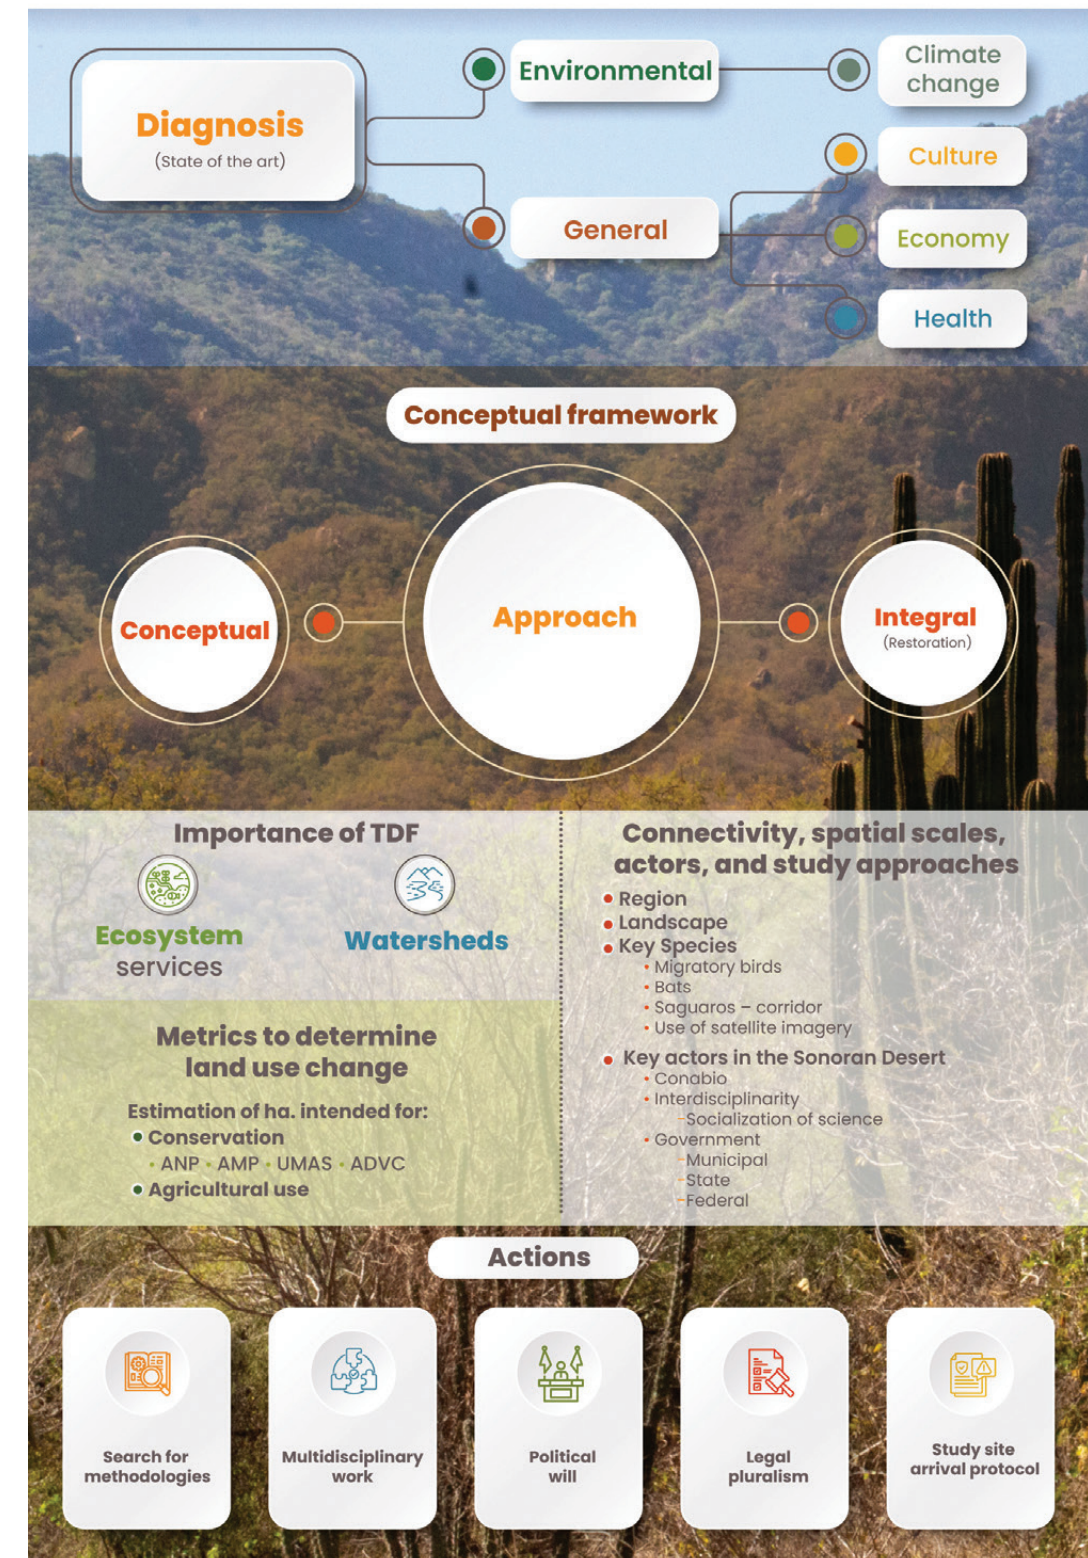 Diagnosis
(State of the art)
Environmental
Climate
change
General
Culture
Economy
Health
Conceptual framework
Conceptual
Approach
Integral
(Restoration)
Importance of TDF
Ecosystem
services
Watersheds
Metrics to determine
land use change
Estimation of ha. intended for:
• Conservation
• ANP • AMP • UMAS • ADVC
• Agricultural use
Connectivity, spatial scales,
actors, and study approaches
• Region
• Landscape
• Key Species
• Migratory birds
• Bats
• Saguaros – corridor
• Use of satellite imagery
• Key actors in the Sonoran Desert
• Conabio
• Interdisciplinarity
-Socialization of science
• Government
-Municipal
-State
-Federal
Actions
Search for
methodologies
Multidisciplinary
work
Political
will
Legal
pluralism
Study site
arrival protocol